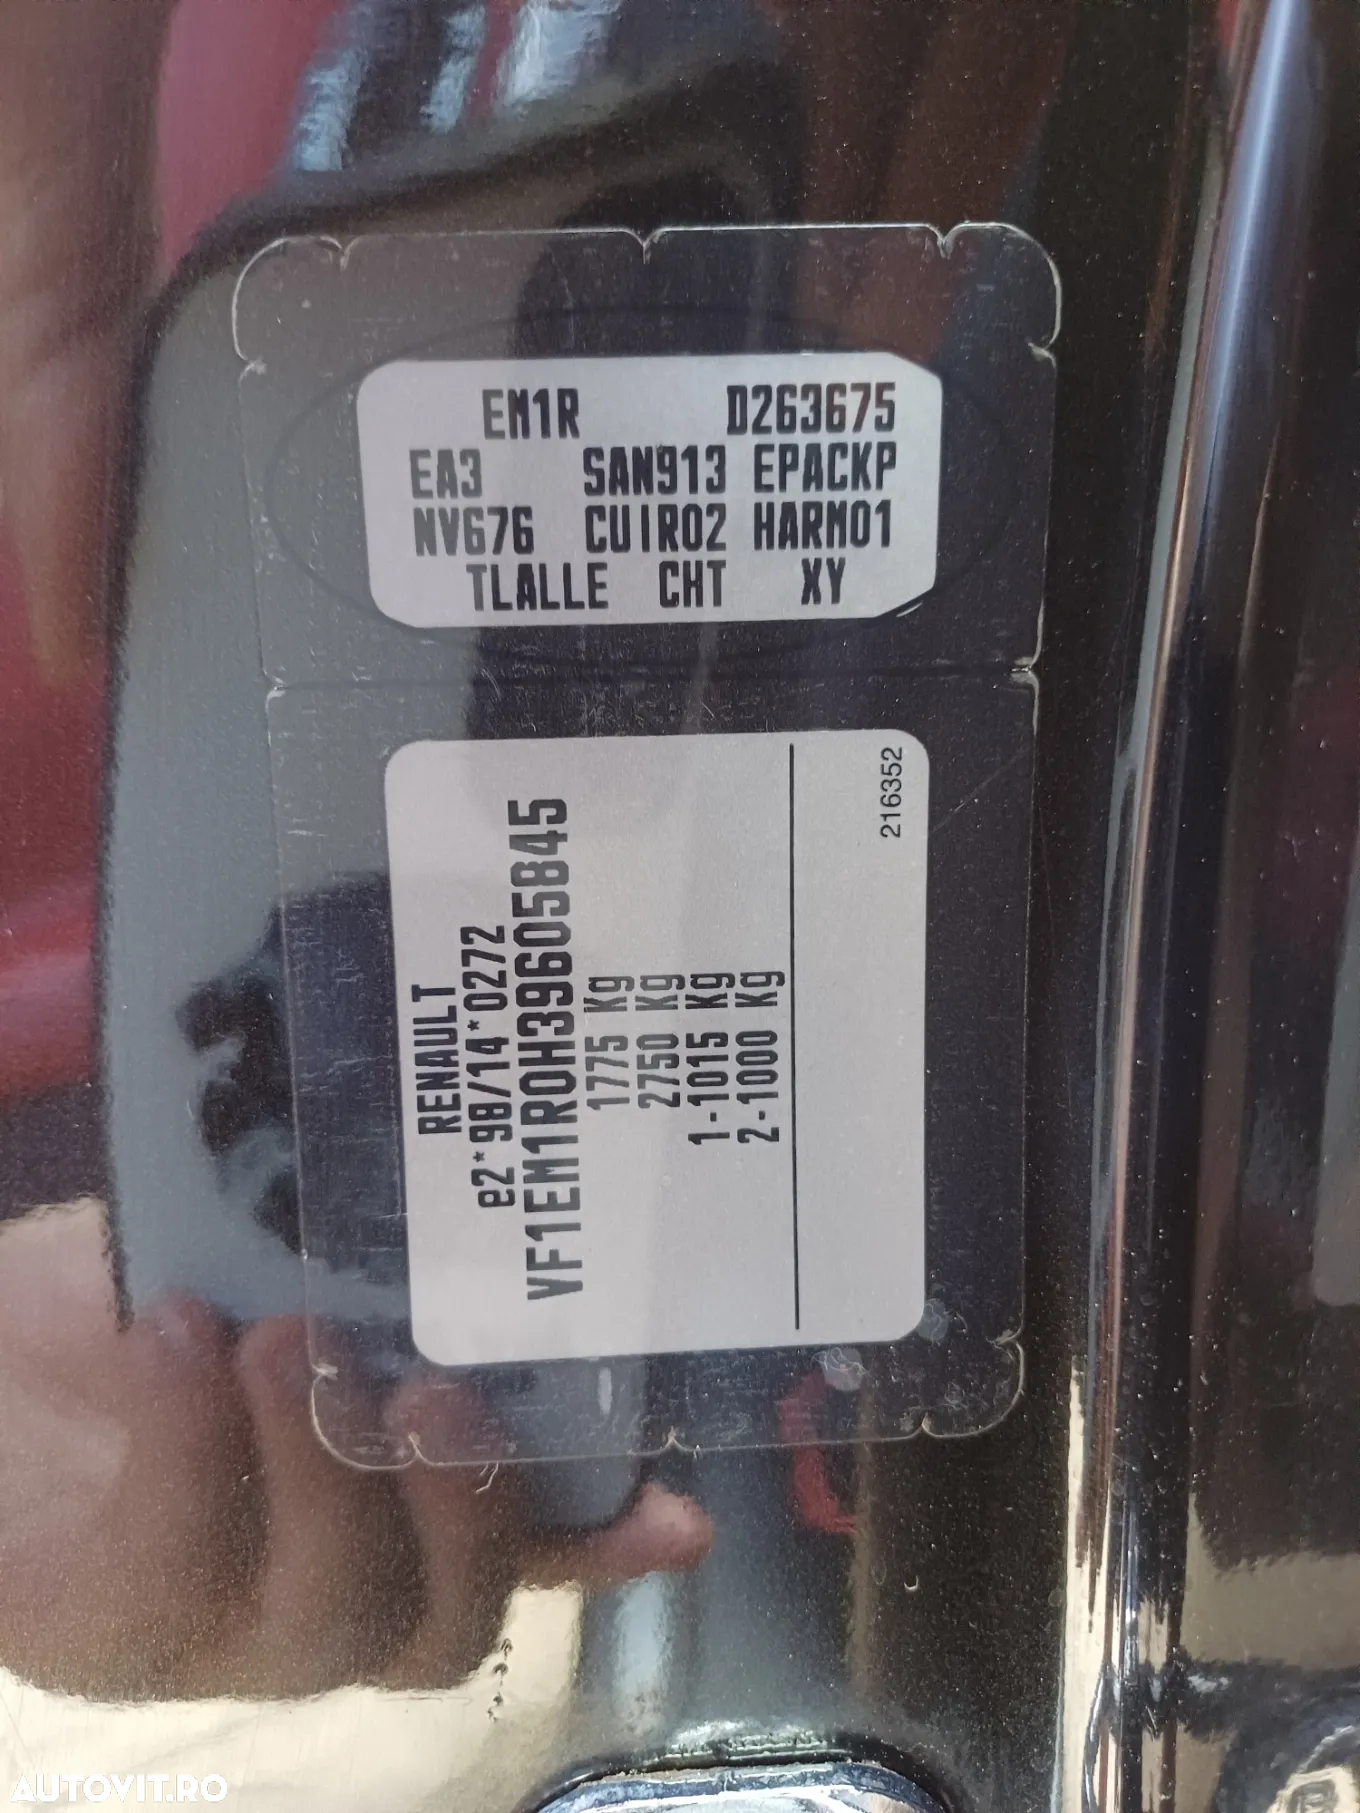 EM1R D263675
EA3 SAN913 EPACKP
NV676 CUIR02 HARM01
TLALLE CHT XY
RENAULT
e2*98/14*0272
VF1EM1R0H39605845
1775 Kg
2750 Kg
1-1015 Kg
2-1000 Kg
216352
AUTOVIT.RO